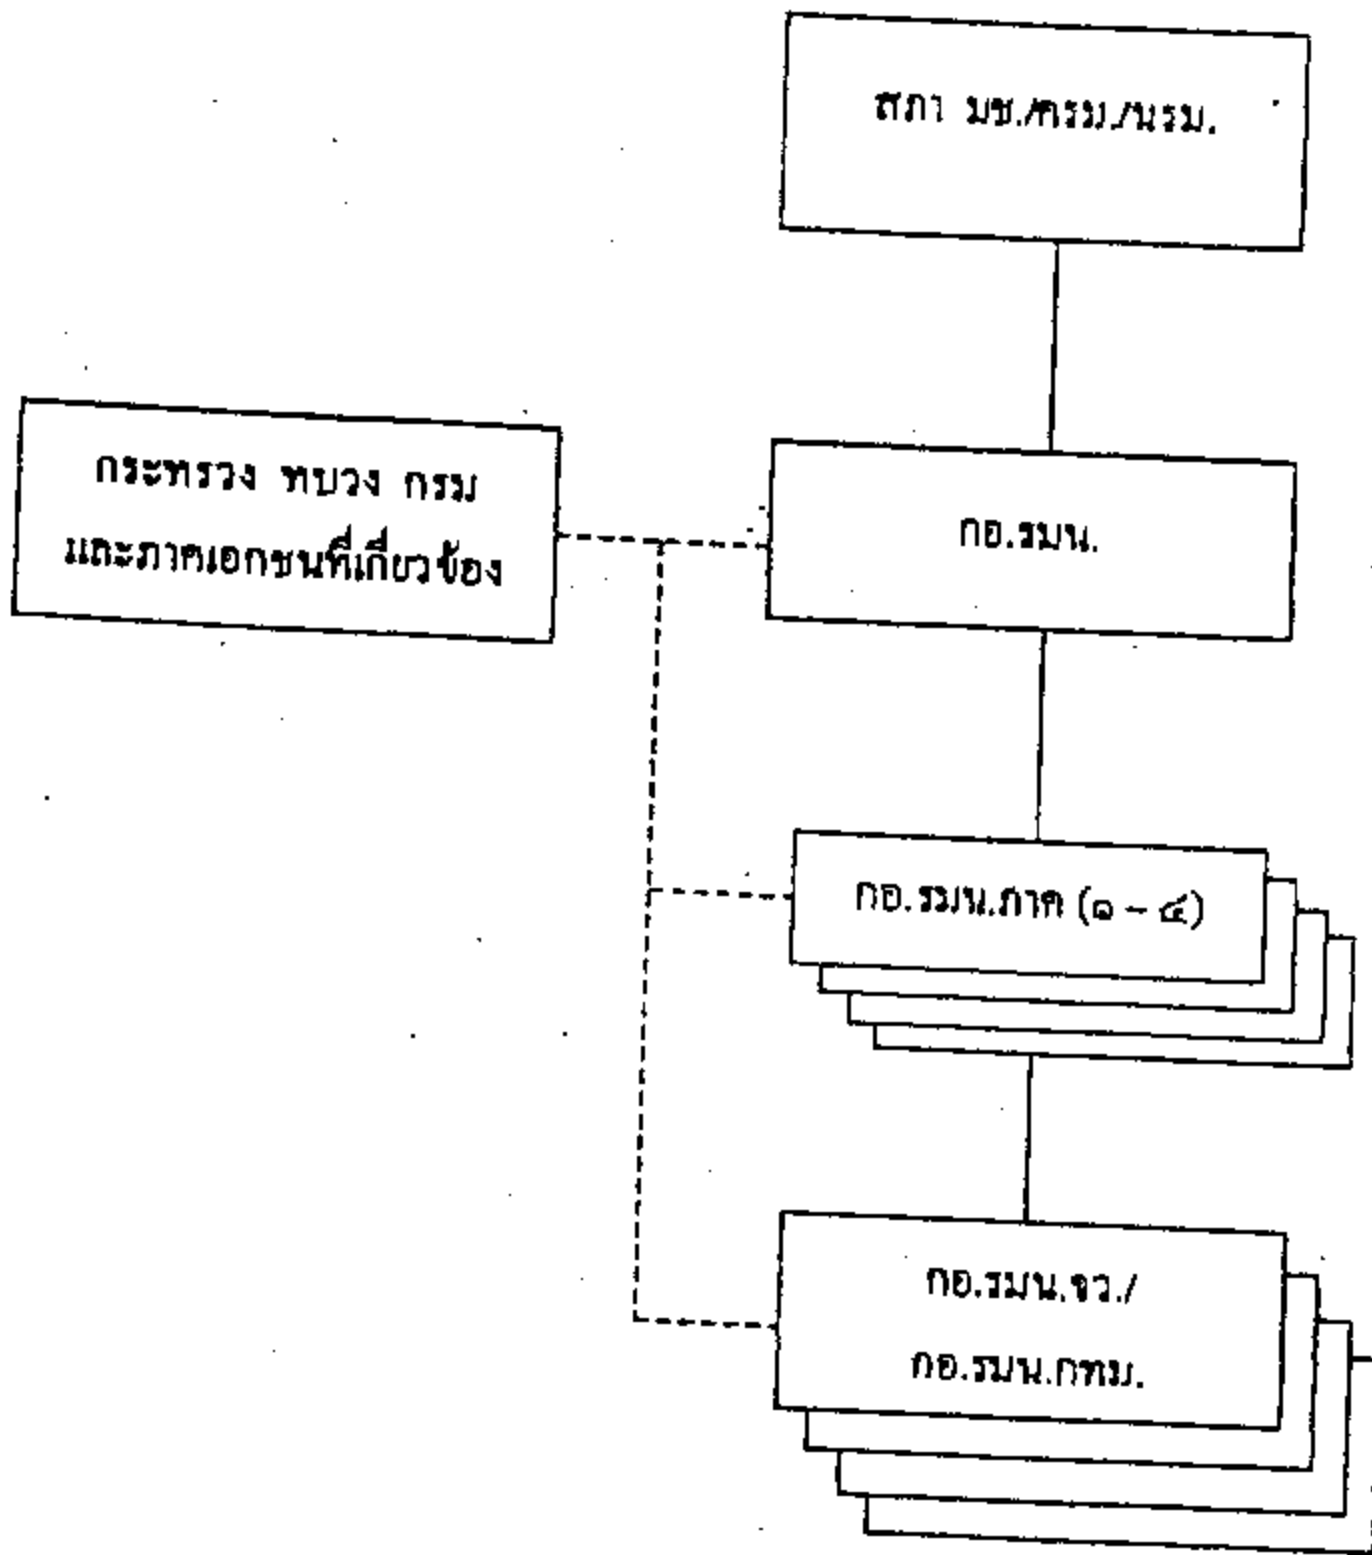 สภา มช./ครม./นรม.
กระทรวง ทบวง กรม
และภาคเอกชนที่เกี่ยวข้อง
กอ.รมน.
กอ.รมน.ภาค (๑ – ๔)
กอ.รมน.จว./
กอ.รมน.กทม.